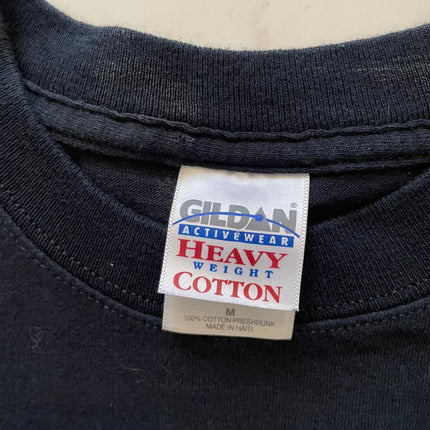 GILDAN®
ACTIVEWEAR
HEAVY
WEIGHT
COTTON
M
100% COTTON PRESHRUNK
MADE IN HAITI